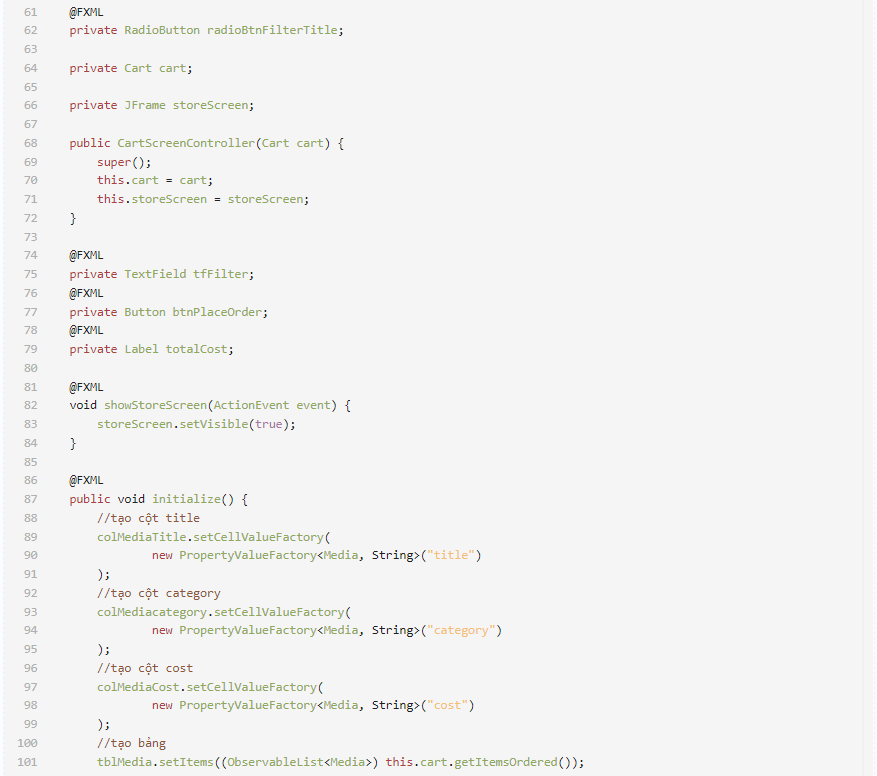 61 @FXML
62 private RadioButton radioBtnFilterTitle;
63
64 private Cart cart;
65
66 private JFrame storeScreen;
67
68 public CartScreenController(Cart cart) {
69 super();
70 this.cart = cart;
71 this.storeScreen = storeScreen;
72 }
73
74 @FXML
75 private TextField tfFilter;
76 @FXML
77 private Button btnPlaceOrder;
78 @FXML
79 private Label totalCost;
80
81 @FXML
82 void showStoreScreen(ActionEvent event) {
83 storeScreen.setVisible(true);
84 }
85
86 @FXML
87 public void initialize() {
88 //tạo cột title
89 colMediaTitle.setCellValueFactory(
90 new PropertyValueFactory<Media, String>("title")
91 );
92 //tạo cột category
93 colMediacategory.setCellValueFactory(
94 new PropertyValueFactory<Media, String>("category")
95 );
96 //tạo cột cost
97 colMediaCost.setCellValueFactory(
98 new PropertyValueFactory<Media, String>("cost")
99 );
100 //tạo bảng
101 tblMedia.setItems((ObservableList<Media>) this.cart.getItemsOrdered());